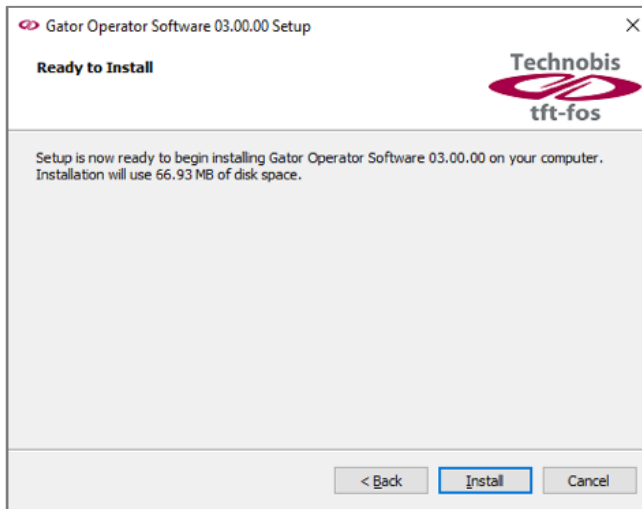 Gator Operator Software 03.00.00 Setup
Ready to Install
Technobis
tft-fos
Setup is now ready to begin installing Gator Operator Software 03.00.00 on your computer.
Installation will use 66.93 MB of disk space.
< Back
Install
Cancel